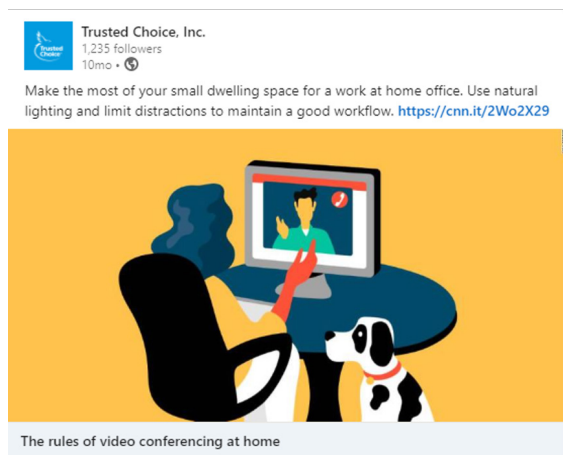 Trusted Choice
Trusted Choice, Inc.
1,235 followers
10mo •
Make the most of your small dwelling space for a work at home office. Use natural
lighting and limit distractions to maintain a good workflow. https://cnn.it/2Wo2X29
The rules of video conferencing at home